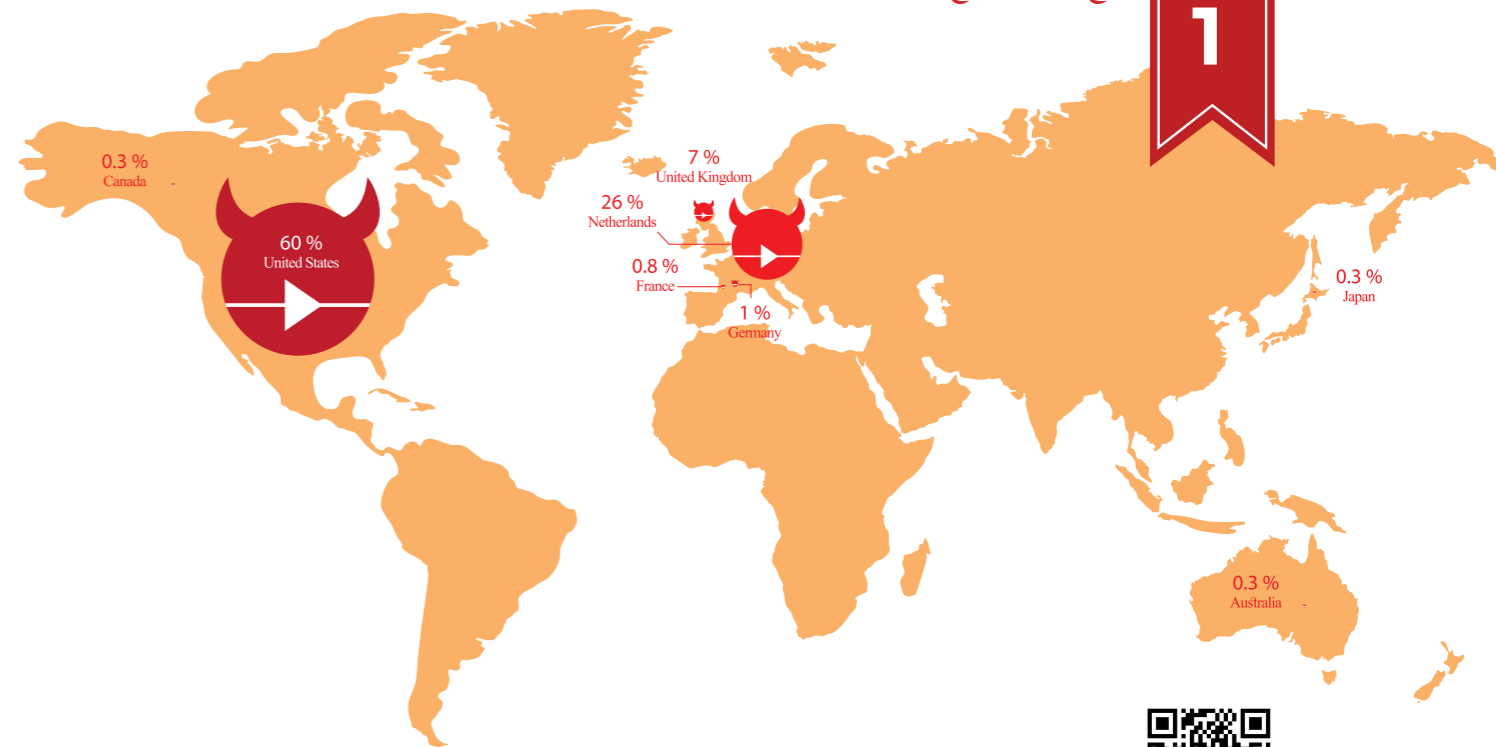 1
7 %
United Kingdom
0.3 %
Canada
26 %
Netherlands
60 %
United States
0.8 %
France
0.3 %
Japan
1 %
Germany
0.3 %
Australia